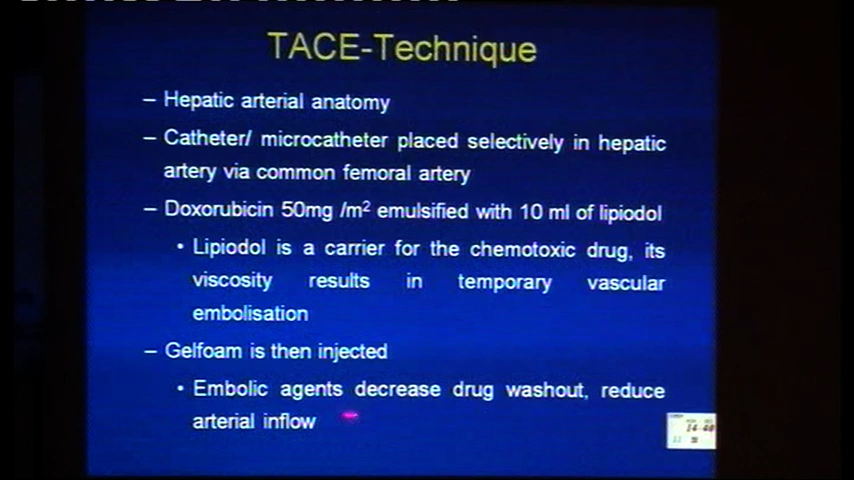 TACE-Technique
– Hepatic arterial anatomy
– Catheter/ microcatheter placed selectively in hepatic
artery via common femoral artery
– Doxorubicin 50mg /m² emulsified with 10 ml of lipiodol
• Lipiodol is a carrier for the chemotoxic drug, its
viscosity results in temporary vascular
embolisation
– Gelfoam is then injected
• Embolic agents decrease drug washout, reduce
arterial inflow
14-40